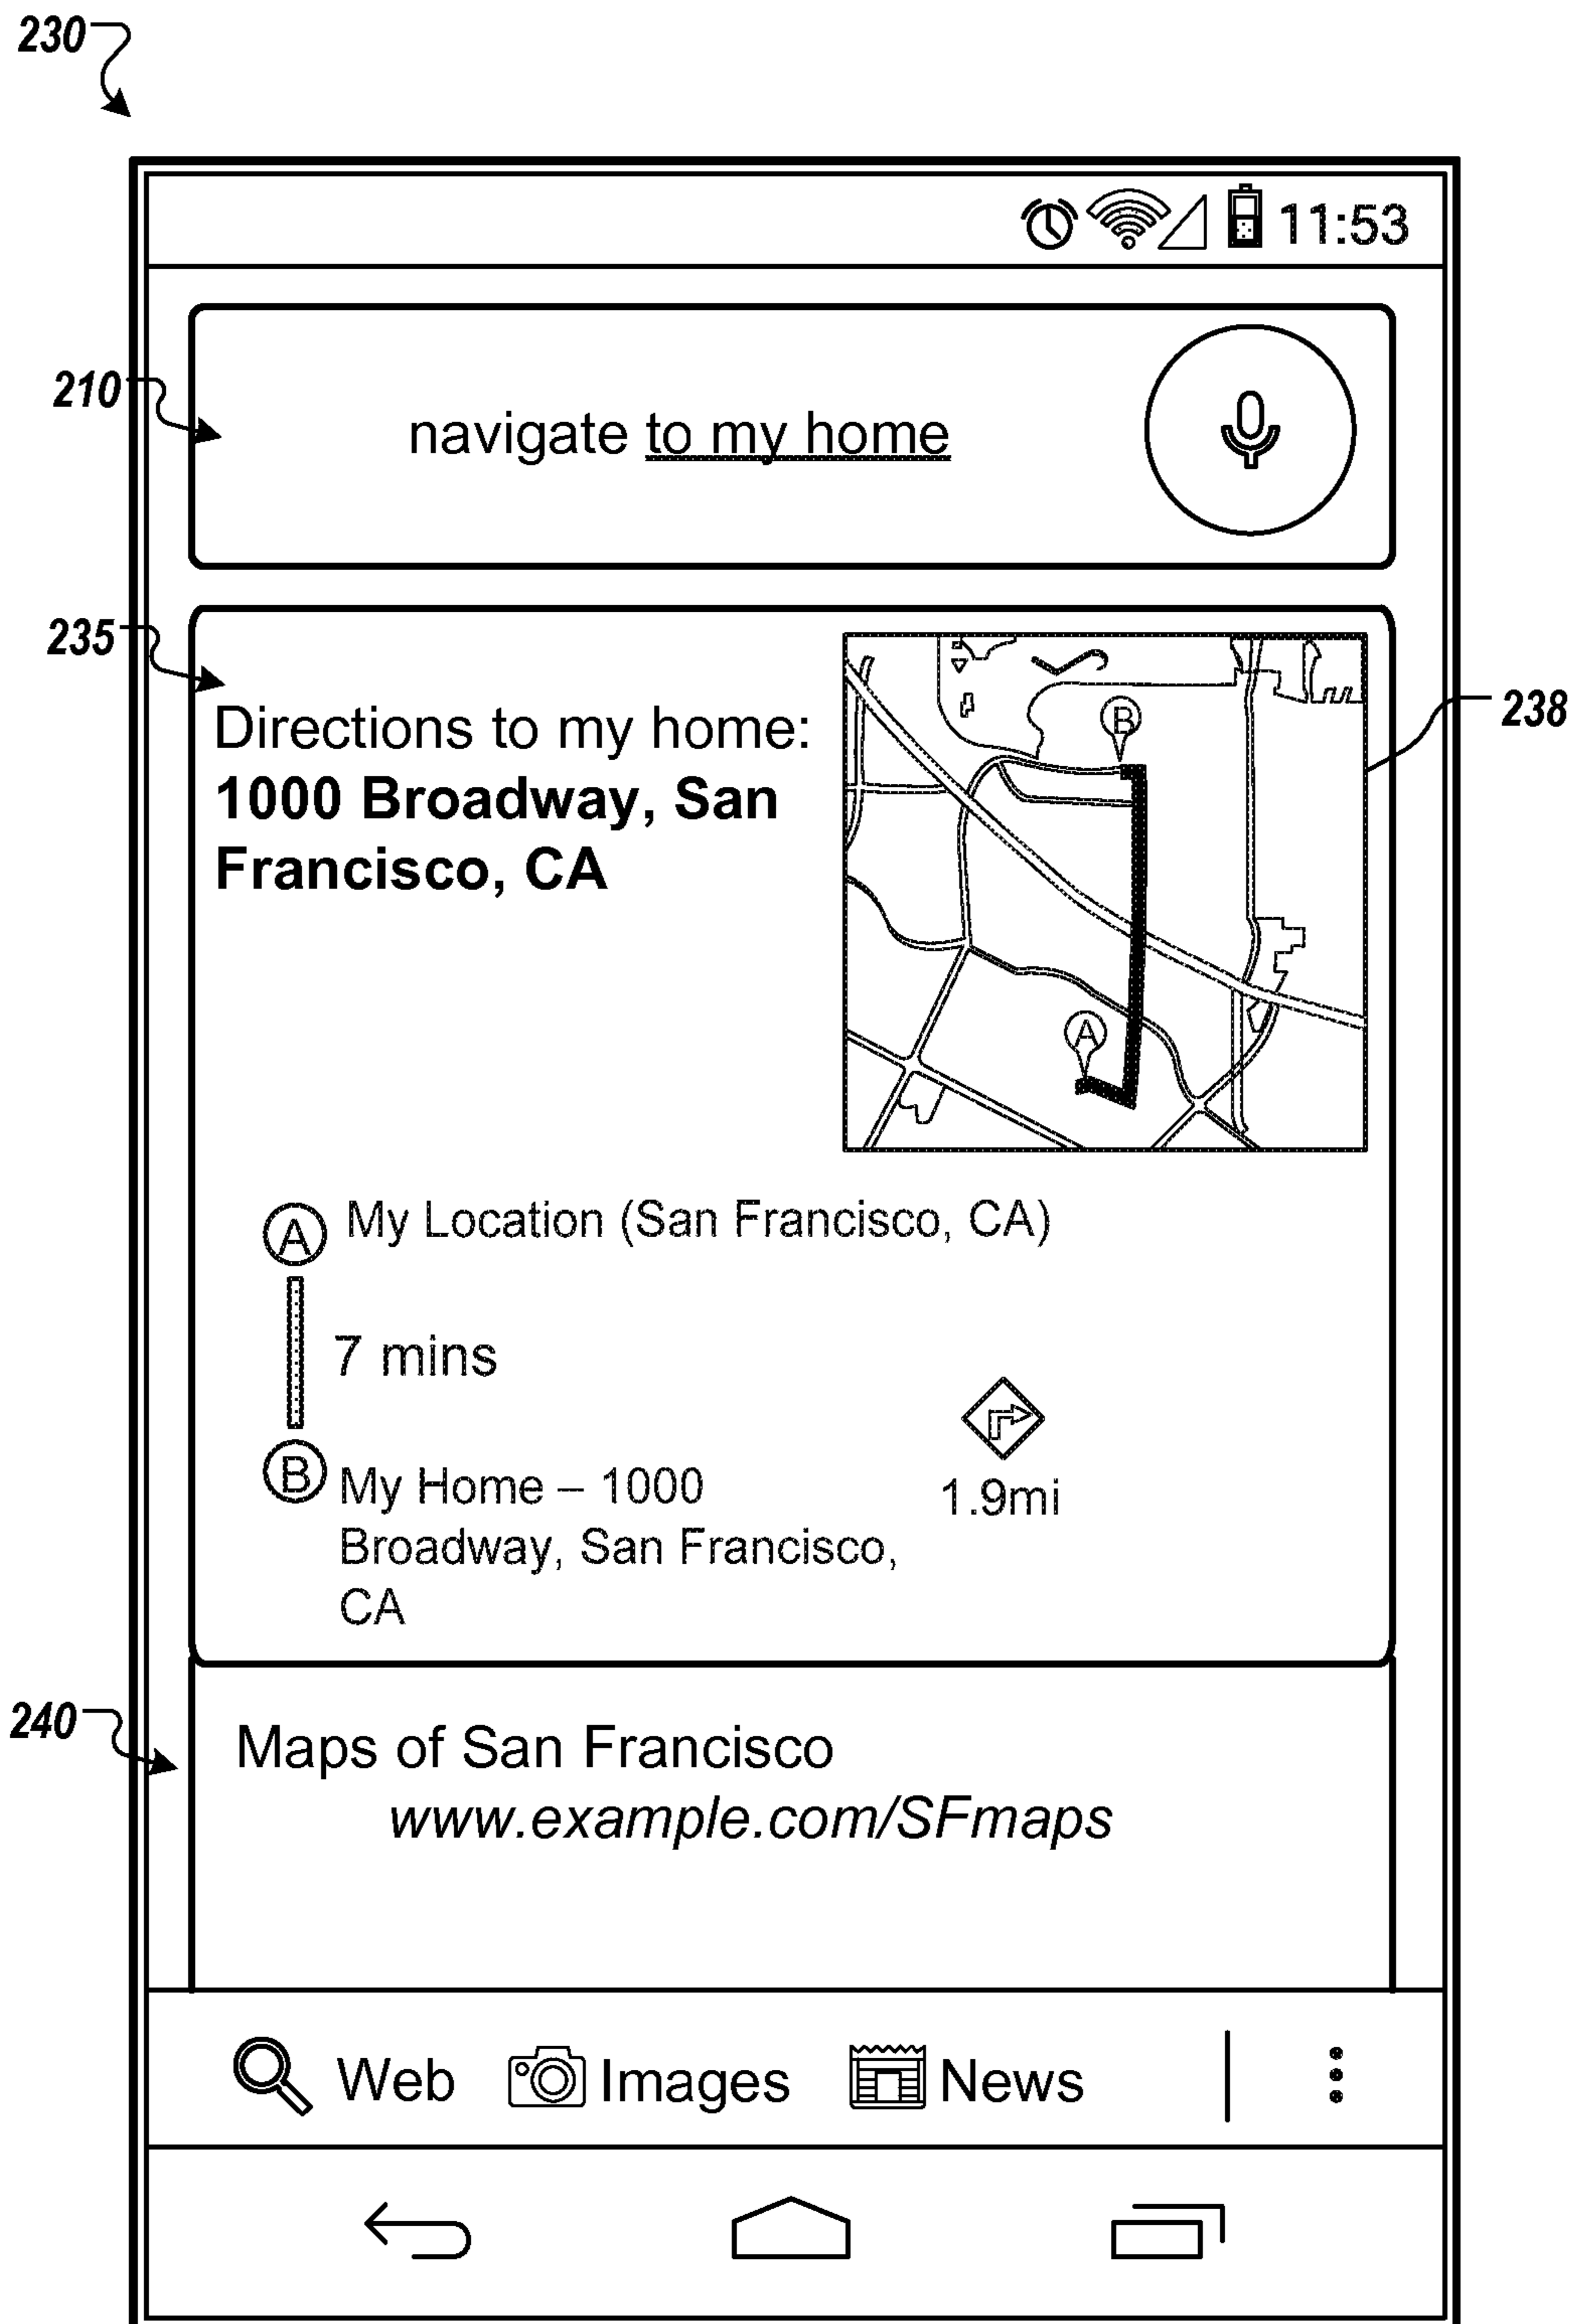 230
11:53
210
navigate to my home
235
Directions to my home:
1000 Broadway, San
Francisco, CA
238
B
A
A My Location (San Francisco, CA)
7 mins
B My Home – 1000
Broadway, San Francisco,
CA
1.9mi
240
Maps of San Francisco
www.example.com/SFmaps
Web Images News